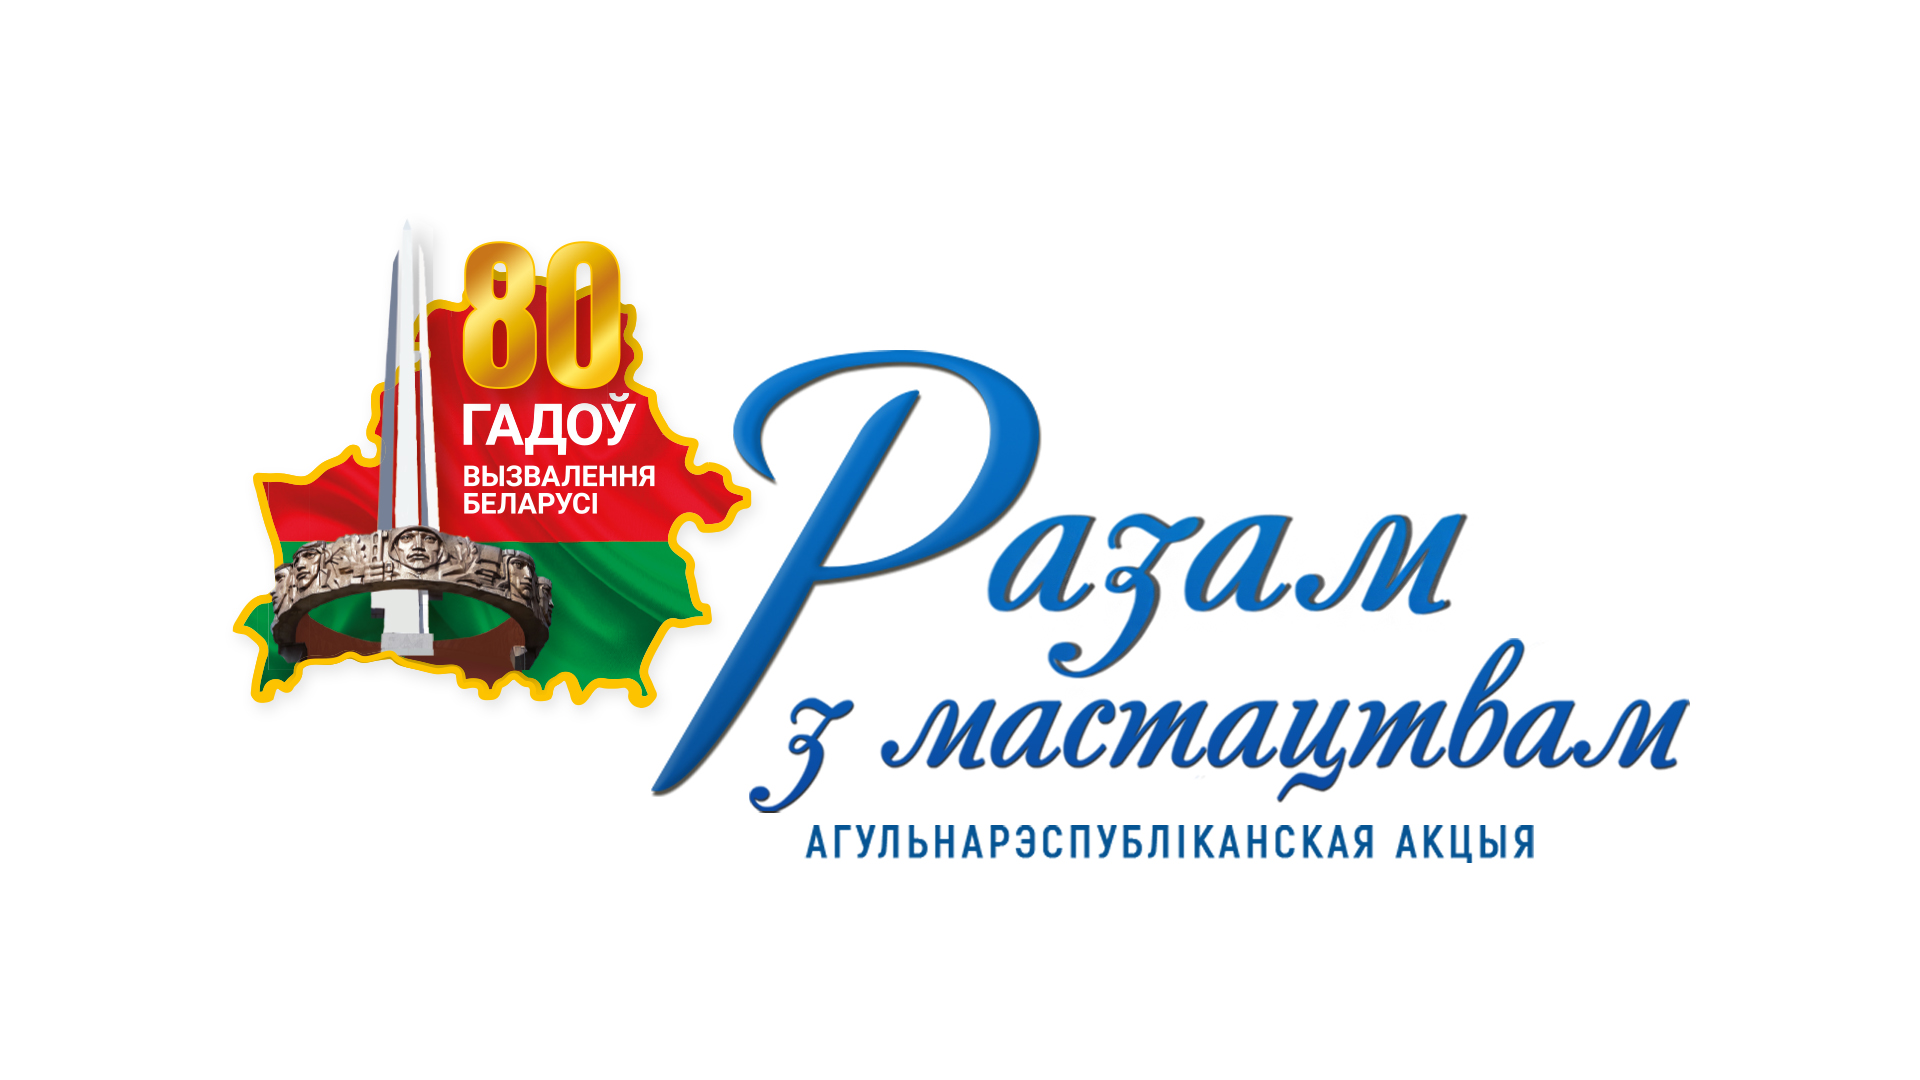 80
ГАДОЎ
ВЫЗВАЛЕННЯ
БЕЛАРУСІ
Разам
з мастацтвам
АГУЛЬНАРЭСПУБЛІКАНСКАЯ АКЦЫЯ